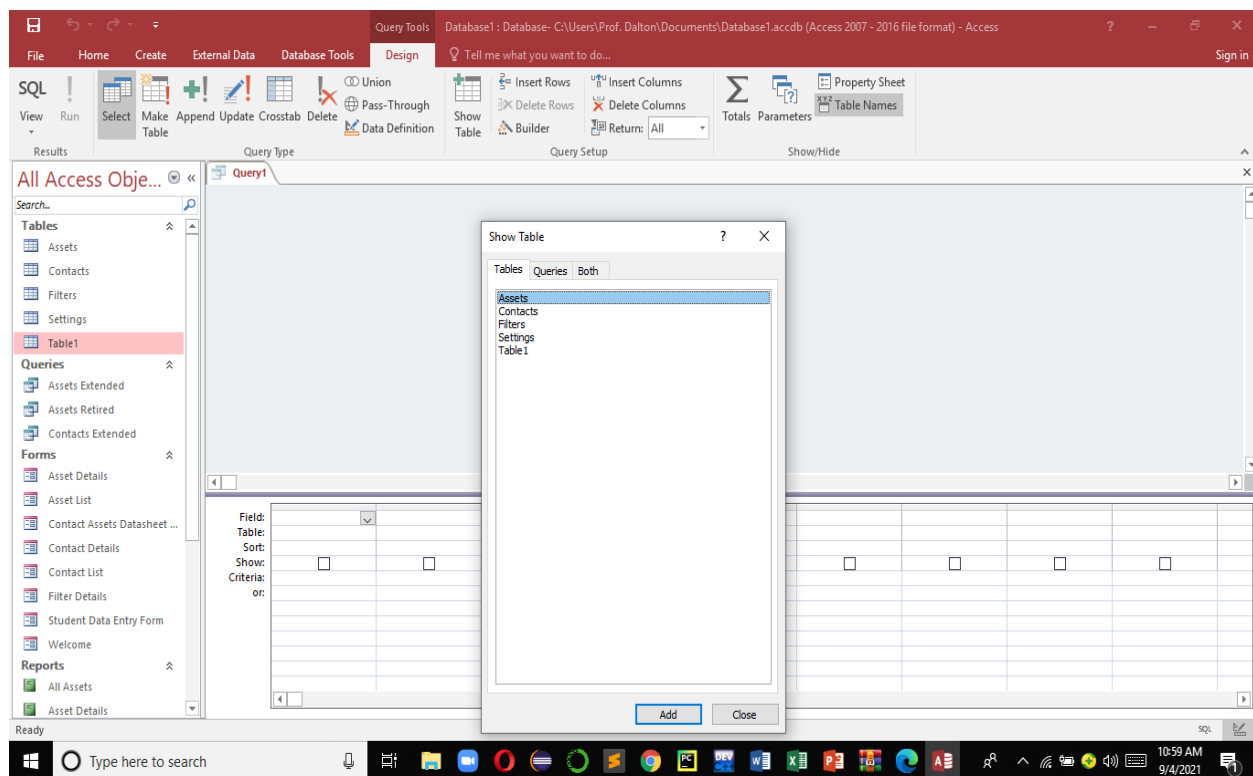 Query Tools
Database1 : Database- C:\Users\Prof. Dalton\Documents\Database1.accdb (Access 2007 - 2016 file format) - Access
?
File Home Create External Data Database Tools Design Tell me what you want to do... Sign in
SQL
View
Run
Results
Select
Make Table
Append
Update
Crosstab
Delete
Union
Pass-Through
Data Definition
Query Type
Show Table
Insert Rows
Delete Rows
Builder
Insert Columns
Delete Columns
Return: All
Query Setup
Totals
Parameters
Property Sheet
XYZ Table Names
Show/Hide
All Access Obje...
Search..
Tables
Assets
Contacts
Filters
Settings
Table1
Queries
Assets Extended
Assets Retired
Contacts Extended
Forms
Asset Details
Asset List
Contact Assets Datasheet ...
Contact Details
Contact List
Filter Details
Student Data Entry Form
Welcome
Reports
All Assets
Asset Details
Query1
Field:
Table:
Sort:
Show:
Criteria:
or:
Show Table ?
Tables Queries Both
Assets
Contacts
Filters
Settings
Table1
Add Close
Ready SQL
Type here to search
PC
DEV
10:59 AM
9/4/2021
1